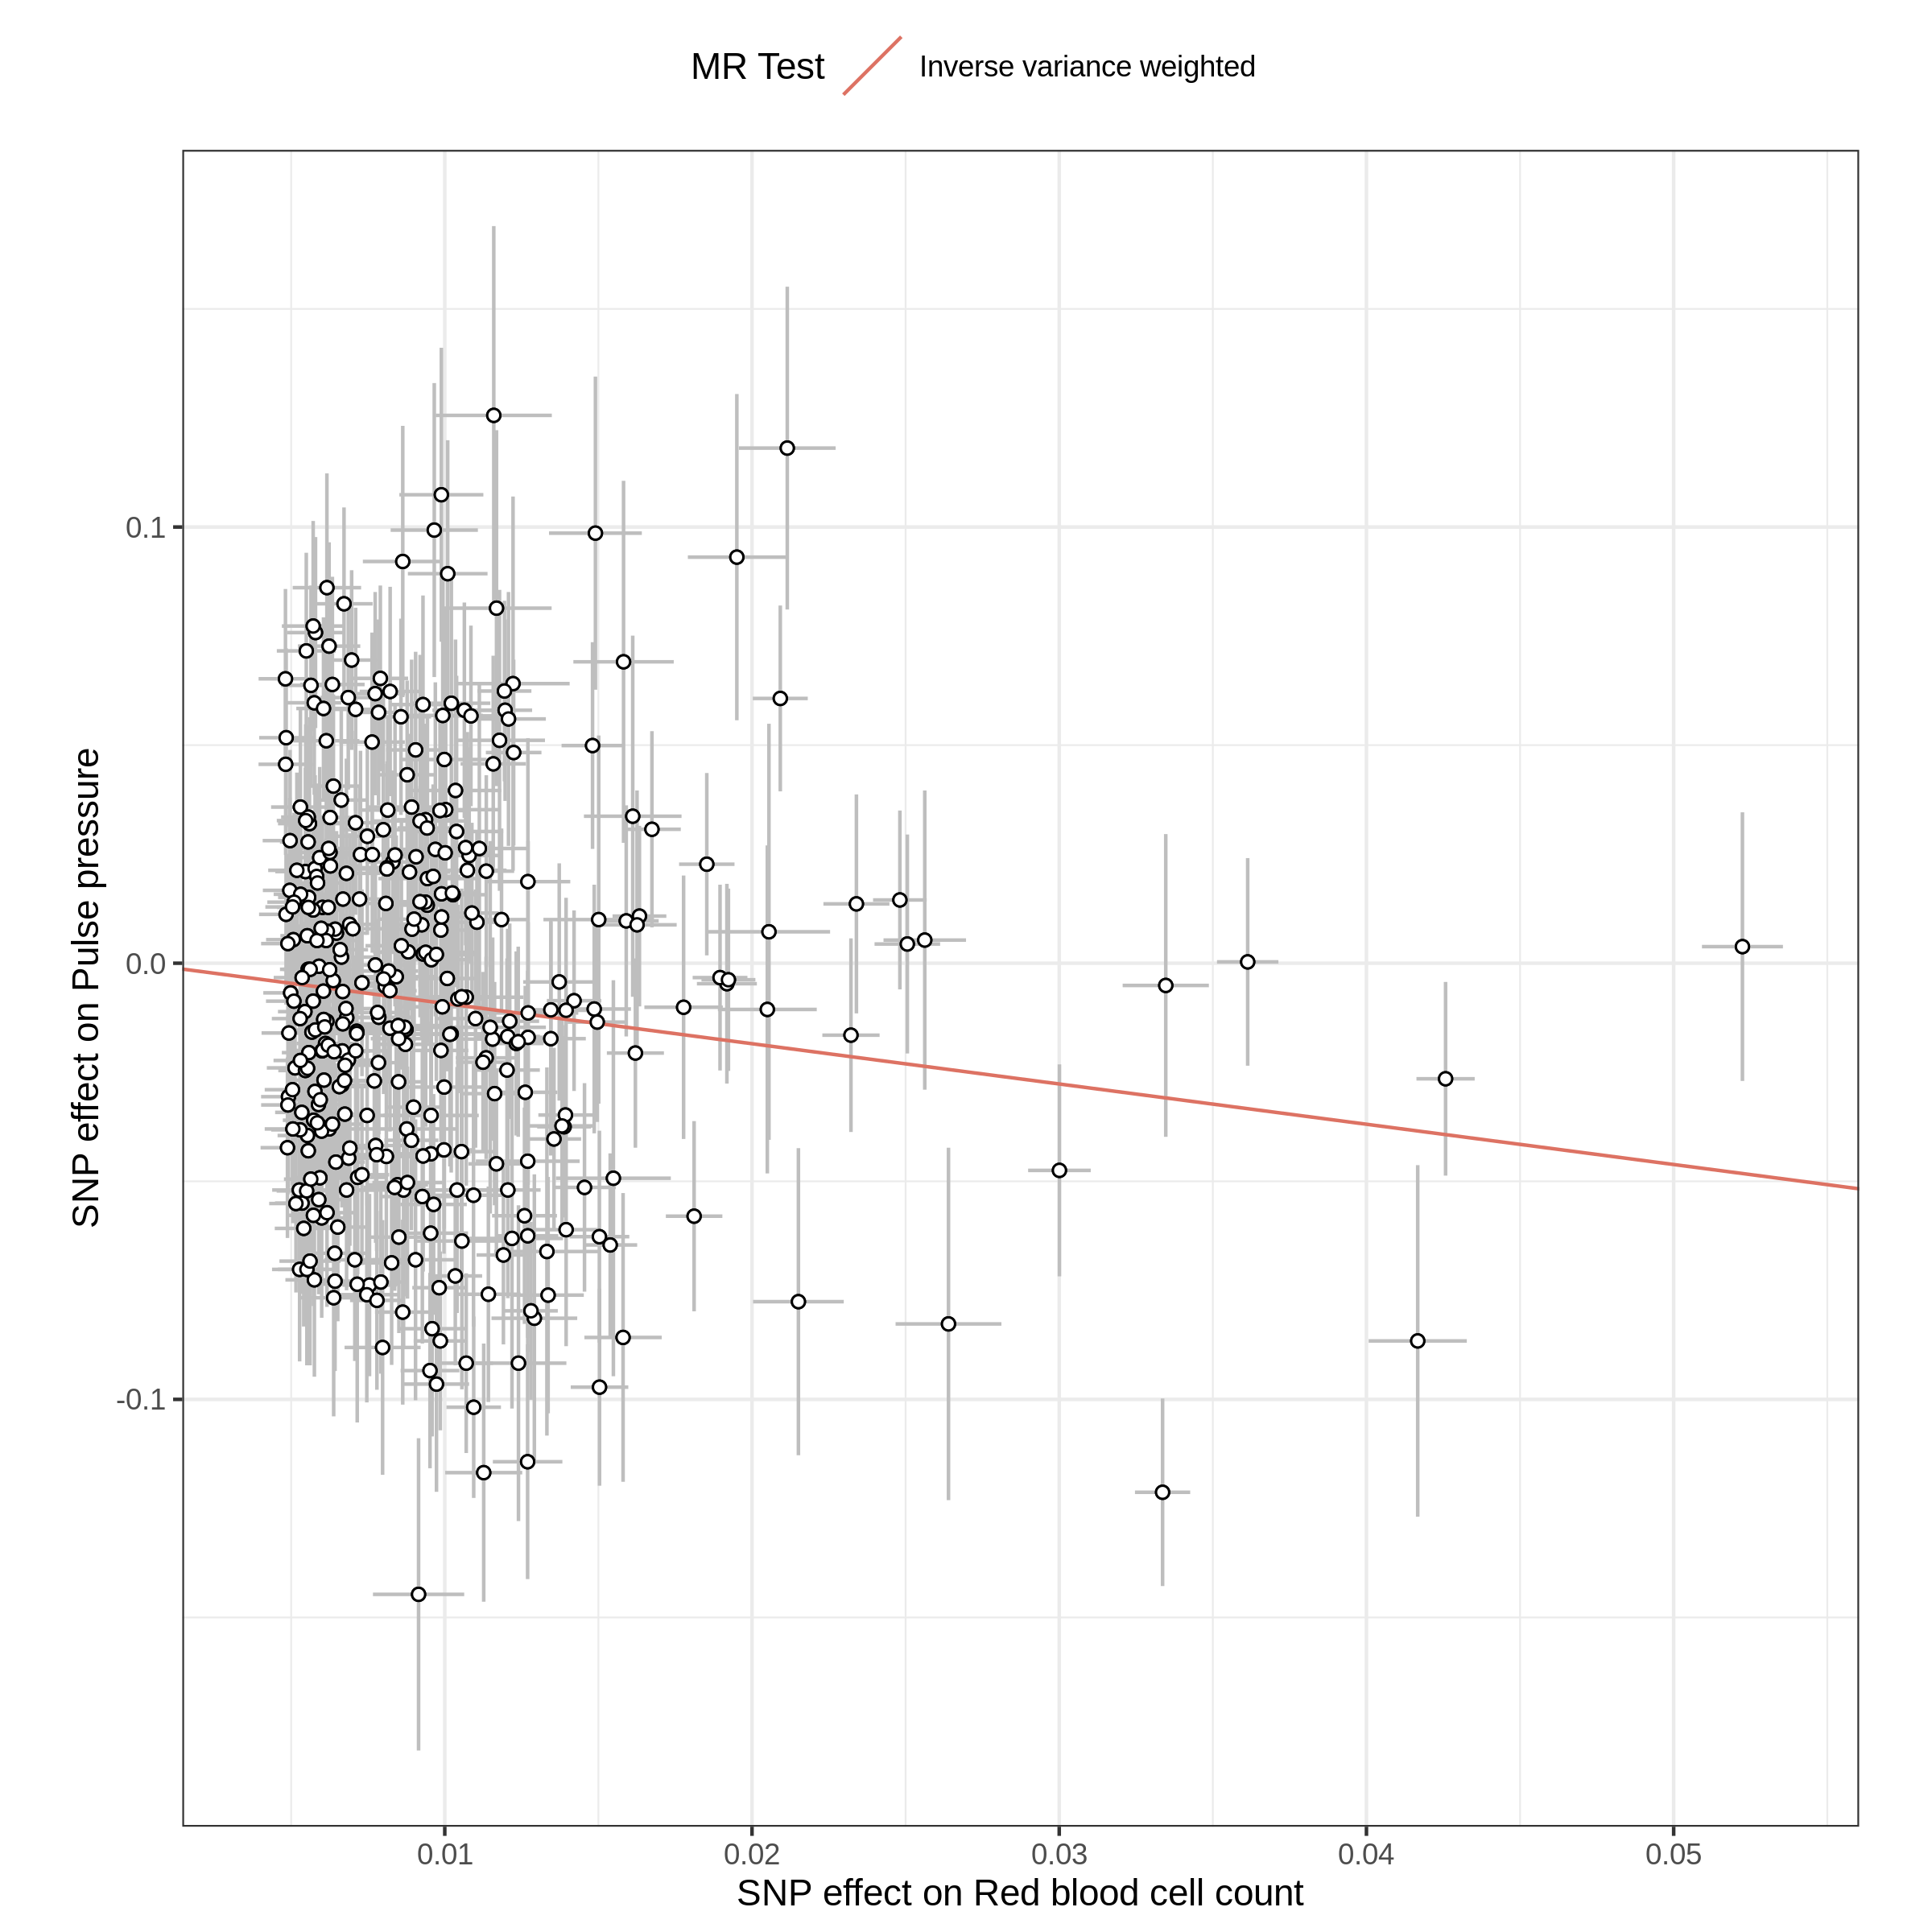 MR Test Inverse variance weighted
SNP effect on Pulse pressure
0.1
0.0
-0.1
0.01 0.02 0.03 0.04 0.05
SNP effect on Red blood cell count